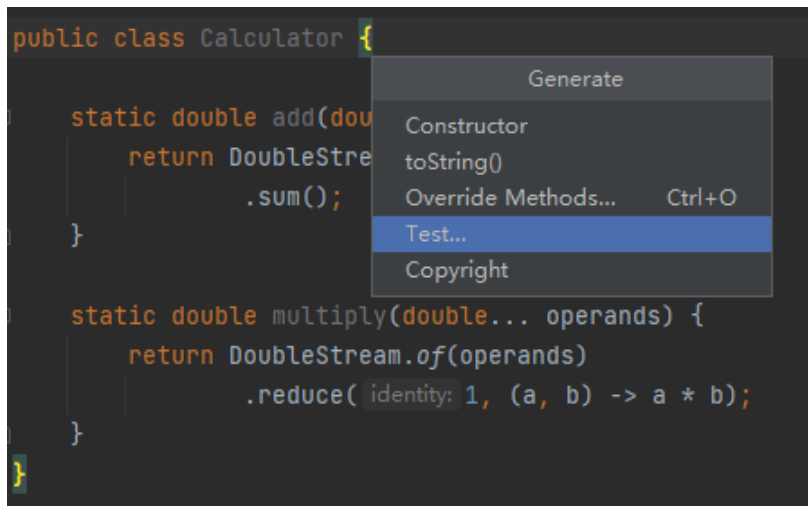 public class Calculator {
Generate
static double add(dou
Constructor
return DoubleStre
toString()
.sum();
Override Methods... Ctrl+O
}
Test...
Copyright
static double multiply(double... operands) {
return DoubleStream.of(operands)
.reduce( identity: 1, (a, b) -> a * b);
}
}